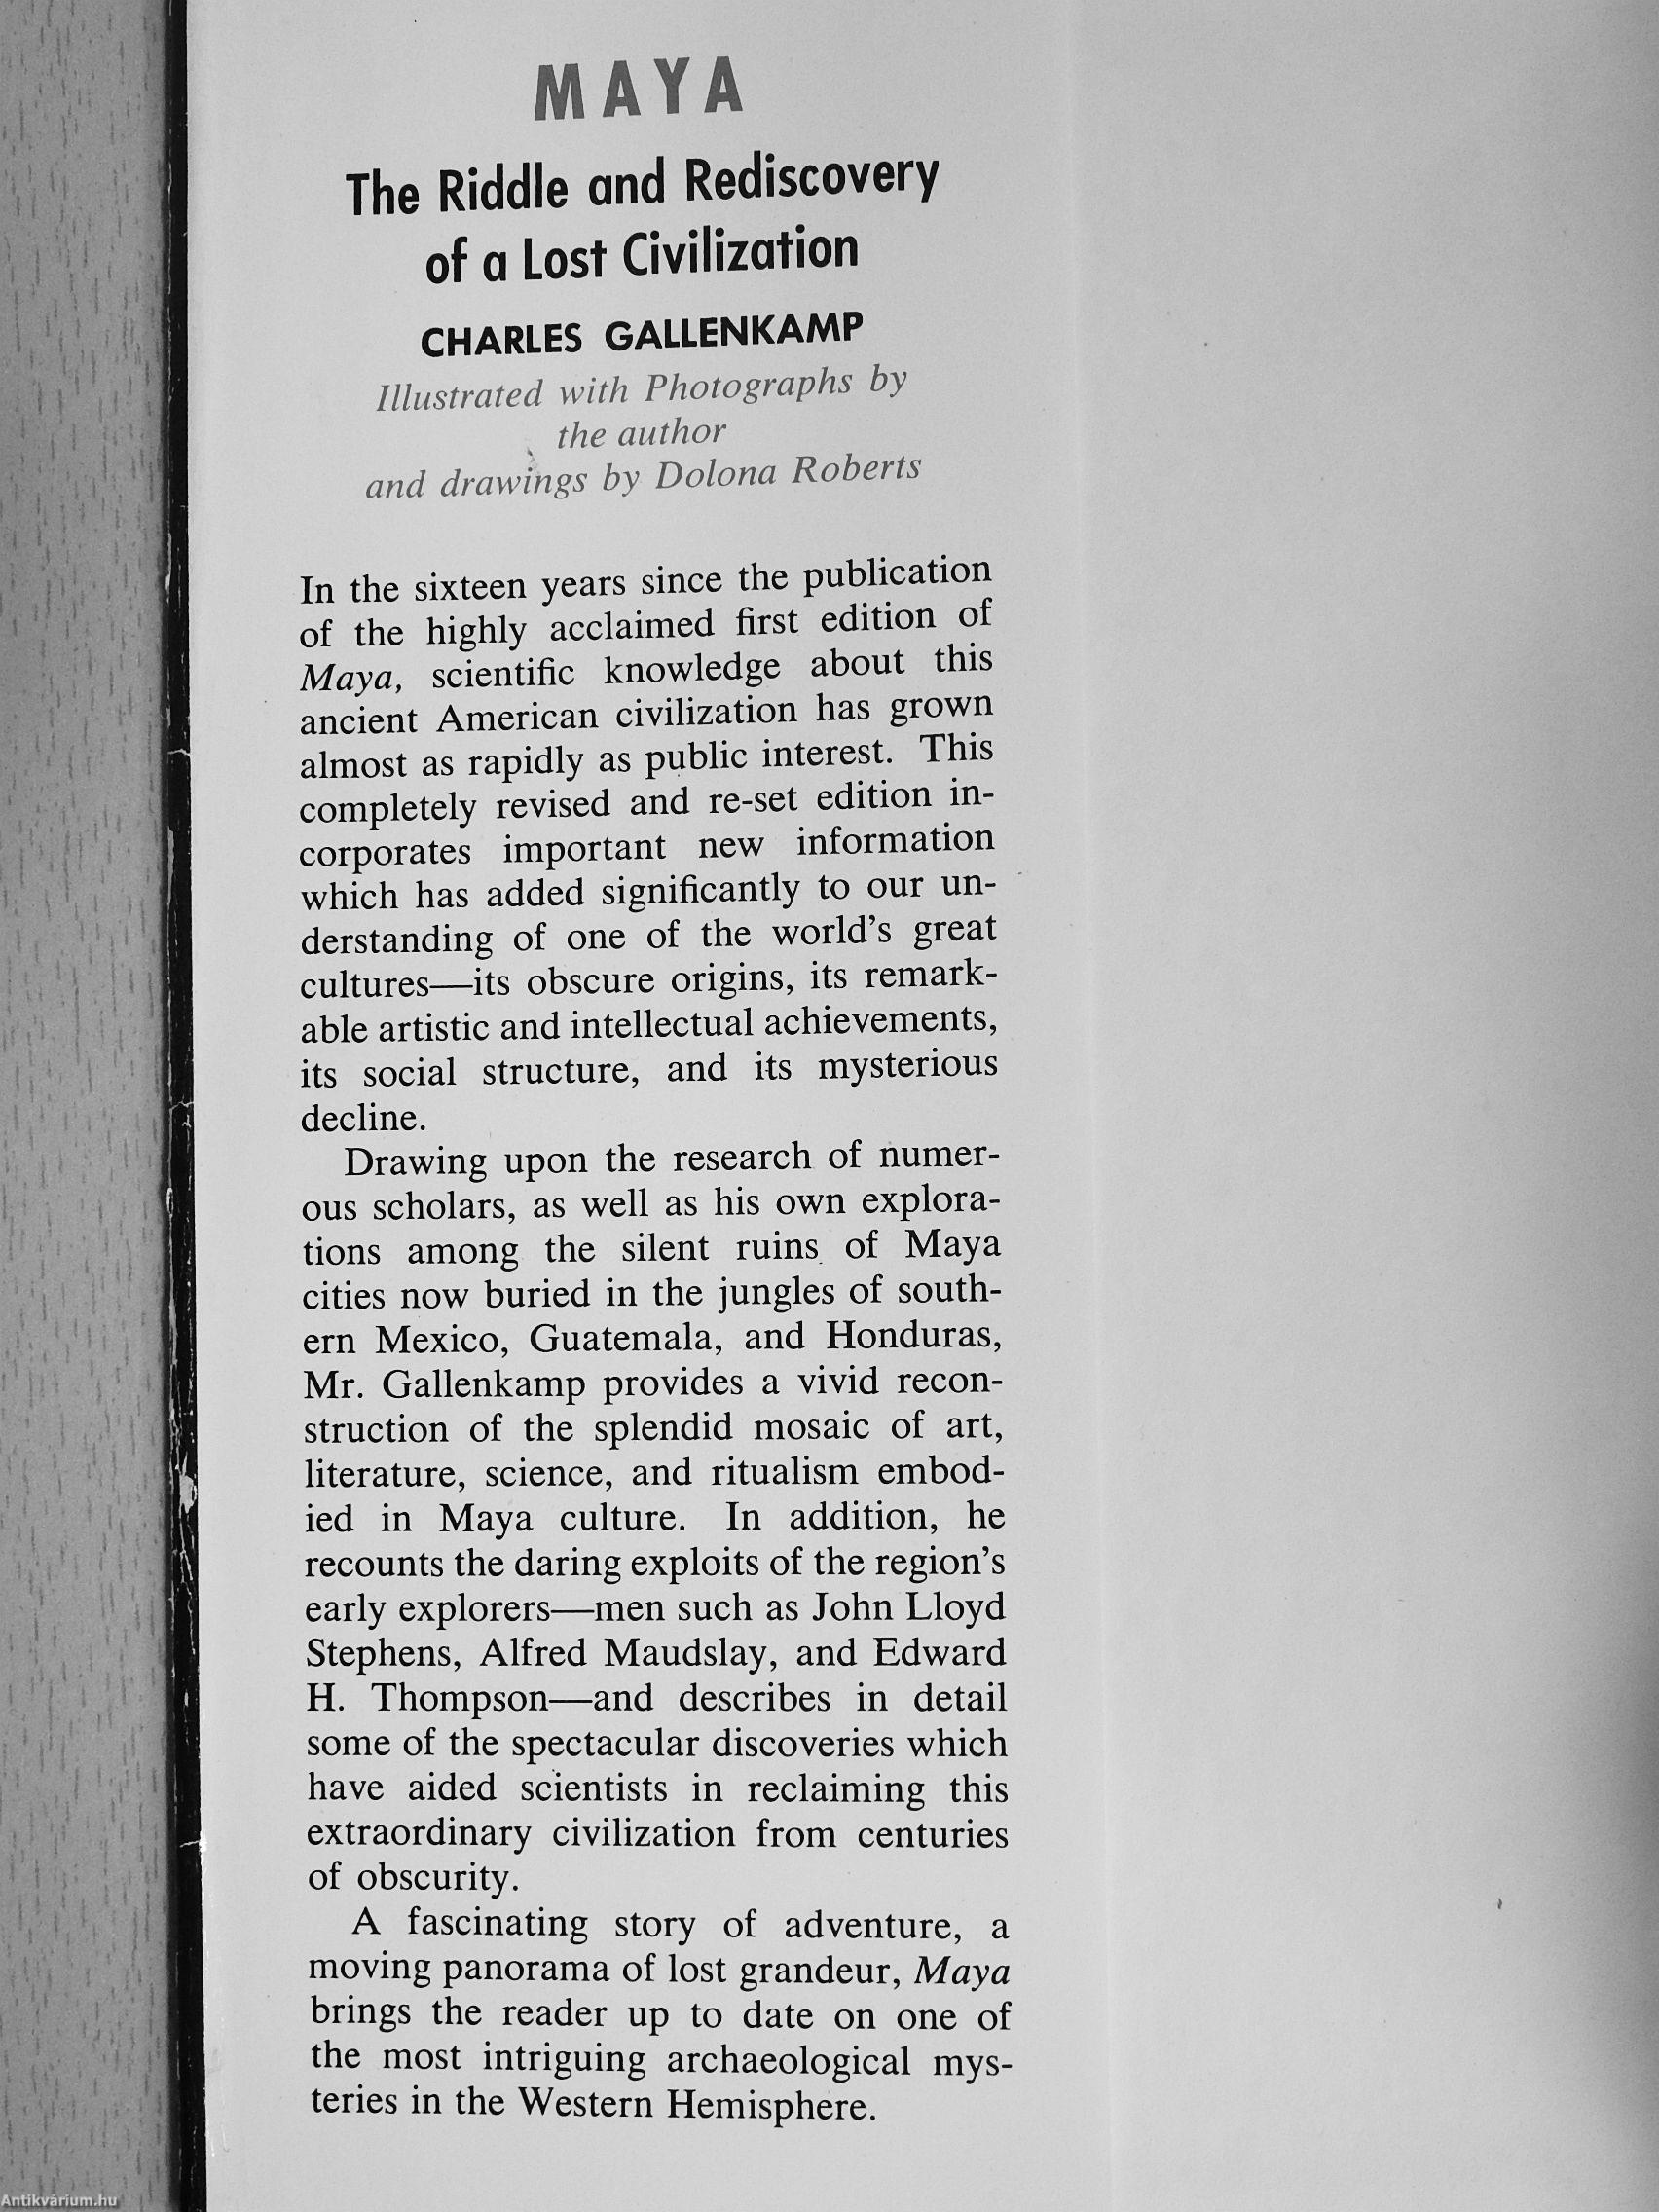 MAYA
The Riddle and Rediscovery
of a Lost Civilization
CHARLES GALLENKAMP
Illustrated with Photographs by
the author
and drawings by Dolona Roberts
In the sixteen years since the publication
of the highly acclaimed first edition of
Maya, scientific knowledge about this
ancient American civilization has grown
almost as rapidly as public interest. This
completely revised and re-set edition in-
corporates important new information
which has added significantly to our un-
derstanding of one of the world's great
cultures—its obscure origins, its remark-
able artistic and intellectual achievements,
its social structure, and its mysterious
decline.
Drawing upon the research of numer-
ous scholars, as well as his own explora-
tions among the silent ruins of Maya
cities now buried in the jungles of south-
ern Mexico, Guatemala, and Honduras,
Mr. Gallenkamp provides a vivid recon-
struction of the splendid mosaic of art,
literature, science, and ritualism embod-
ied in Maya culture. In addition, he
recounts the daring exploits of the region's
early explorers—men such as John Lloyd
Stephens, Alfred Maudslay, and Edward
H. Thompson—and describes in detail
some of the spectacular discoveries which
have aided scientists in reclaiming this
extraordinary civilization from centuries
of obscurity.
A fascinating story of adventure, a
moving panorama of lost grandeur, Maya
brings the reader up to date on one of
the most intriguing archaeological mys-
teries in the Western Hemisphere.
Antikvárium.hu